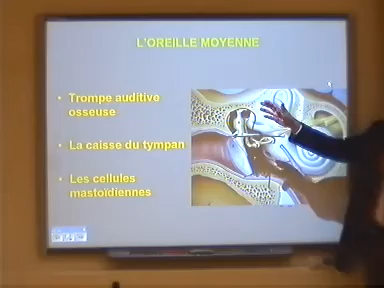 L'OREILLE MOYENNE
• Trompe auditive
osseuse
• La caisse du tympan
• Les cellules
mastoïdiennes